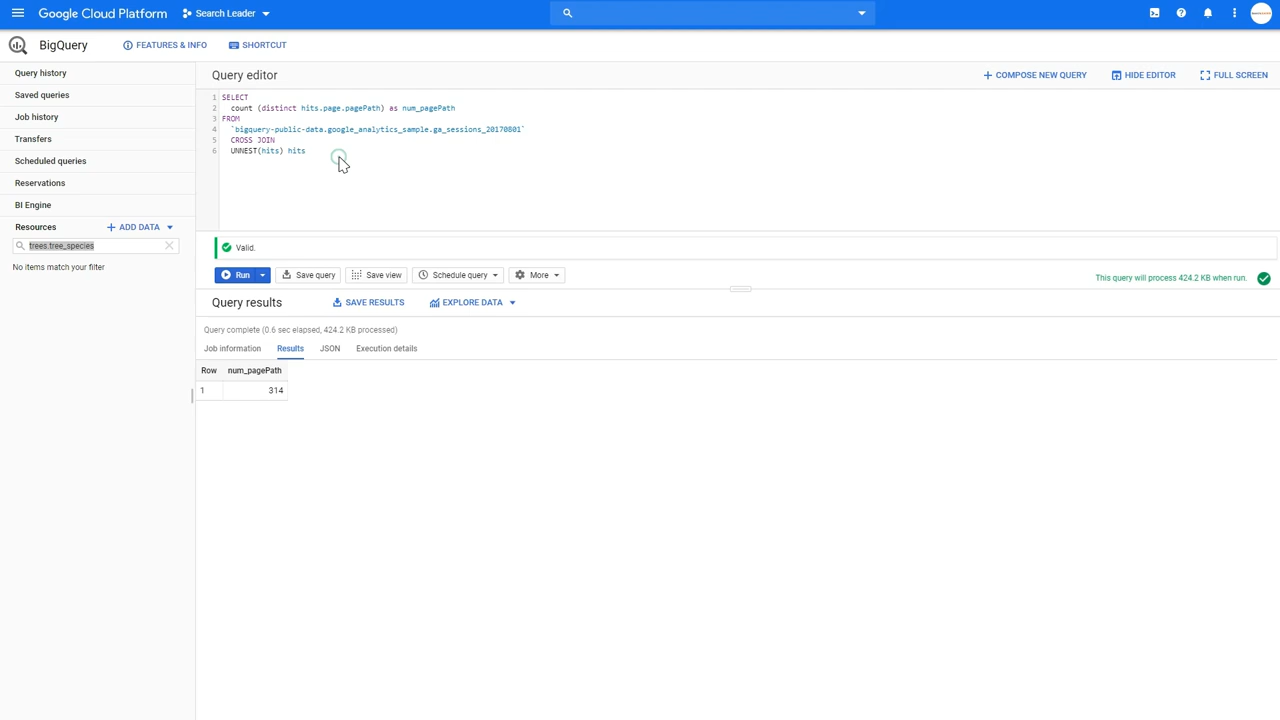 Google Cloud Platform Search Leader
BigQuery FEATURES & INFO SHORTCUT
Query history
Saved queries
Job history
Transfers
Scheduled queries
Reservations
BI Engine
Resources + ADD DATA
trees.tree_species
No items match your filter
Query editor + COMPOSE NEW QUERY HIDE EDITOR FULL SCREEN
1 SELECT
2 count (distinct hits.page.pagePath) as num_pagePath
3 FROM
4 `bigquery-public-data.google_analytics_sample.ga_sessions_20170801`
5 CROSS JOIN
6 UNNEST(hits) hits
Valid.
Run Save query Save view Schedule query More This query will process 424.2 KB when run.
Query results SAVE RESULTS EXPLORE DATA
Query complete (0.6 sec elapsed, 424.2 KB processed)
Job information Results JSON Execution details
Row num_pagePath
1 314